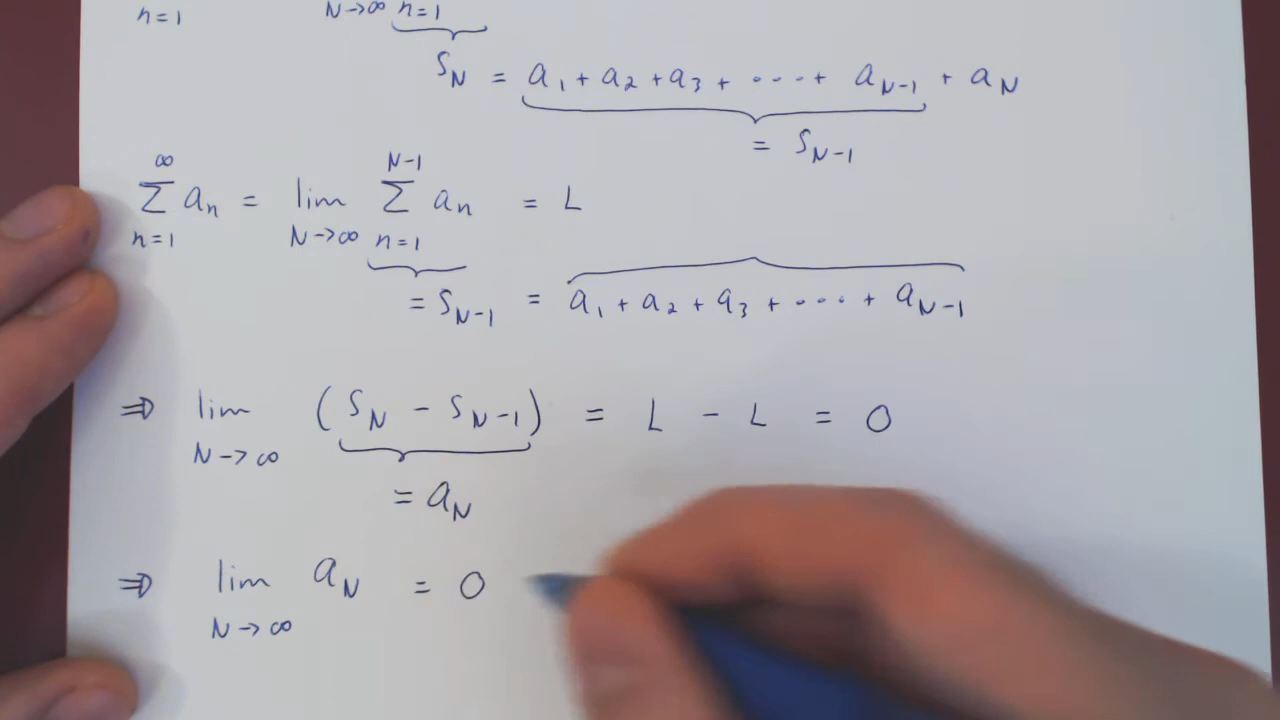 n=1 N→∞ n=1
S_N = a_1 + a_2 + a_3 + ···· + a_{N-1} + a_N
= S_{N-1}
∞ N-1
Σ a_n = lim Σ a_n = L
n=1 N→∞ n=1
= S_{N-1} = a_1 + a_2 + a_3 + ···· + a_{N-1}
⇒ lim (S_N - S_{N-1}) = L - L = 0
N→∞
= a_N
⇒ lim a_N = 0
N→∞